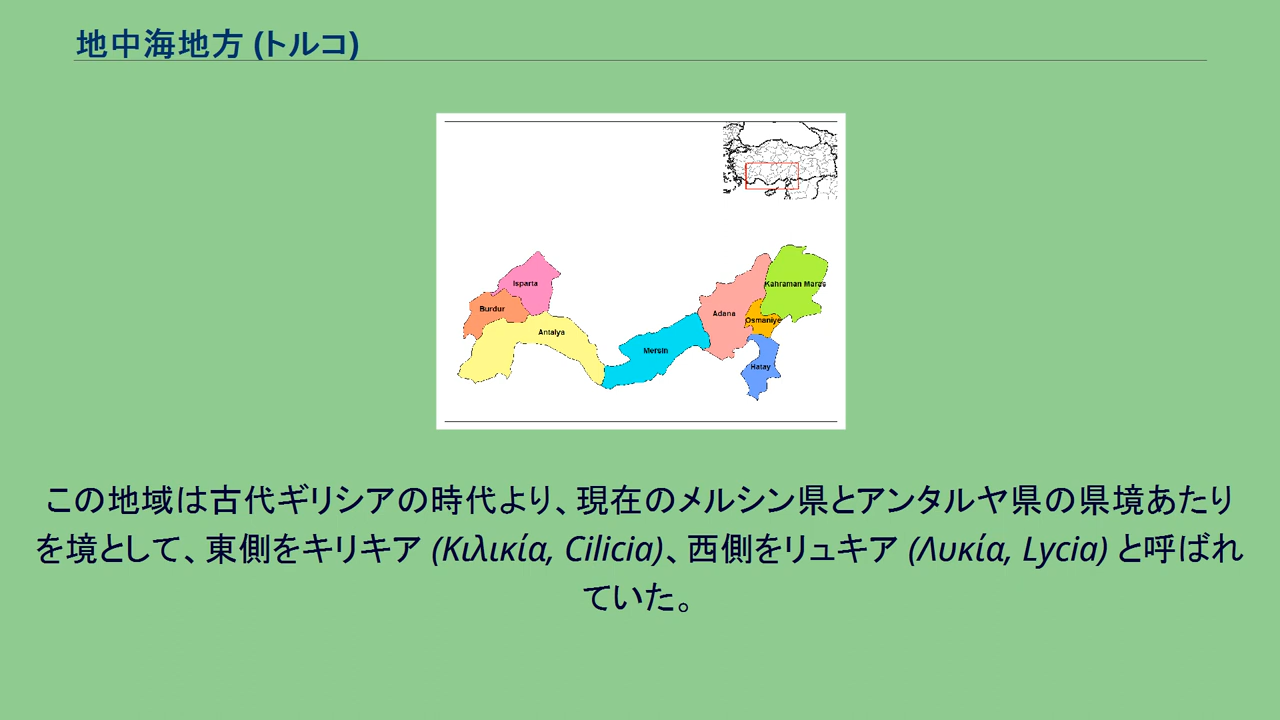 地中海地方 (トルコ)
Isparta
Burdur
Antalya
Mersin
Adana
Kahraman Maras
Osmaniye
Hatay
この地域は古代ギリシアの時代より、現在のメルシン県とアンタルヤ県の県境あたり
を境として、東側をキリキア (Κιλικία, Cilicia)、西側をリュキア (Λυκία, Lycia) と呼ばれ
ていた。